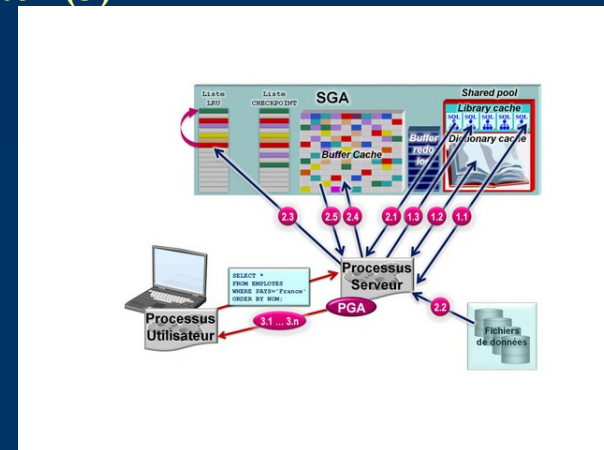 Liste
LRU
Liste
CHECKPOINT
SGA
Shared pool
Library cache
SQL SQL SQL SQL SQL
Dictionary cache
Buffer Cache
Buffer
redo
log
2.3
2.5
2.4
2.1
1.3
1.2
1.1
SELECT *
FROM EMPLOYES
WHERE PAYS='France'
ORDER BY NOM;
Processus
Serveur
PGA
2.2
Processus
Utilisateur
3.1 ... 3.n
Fichiers
de données